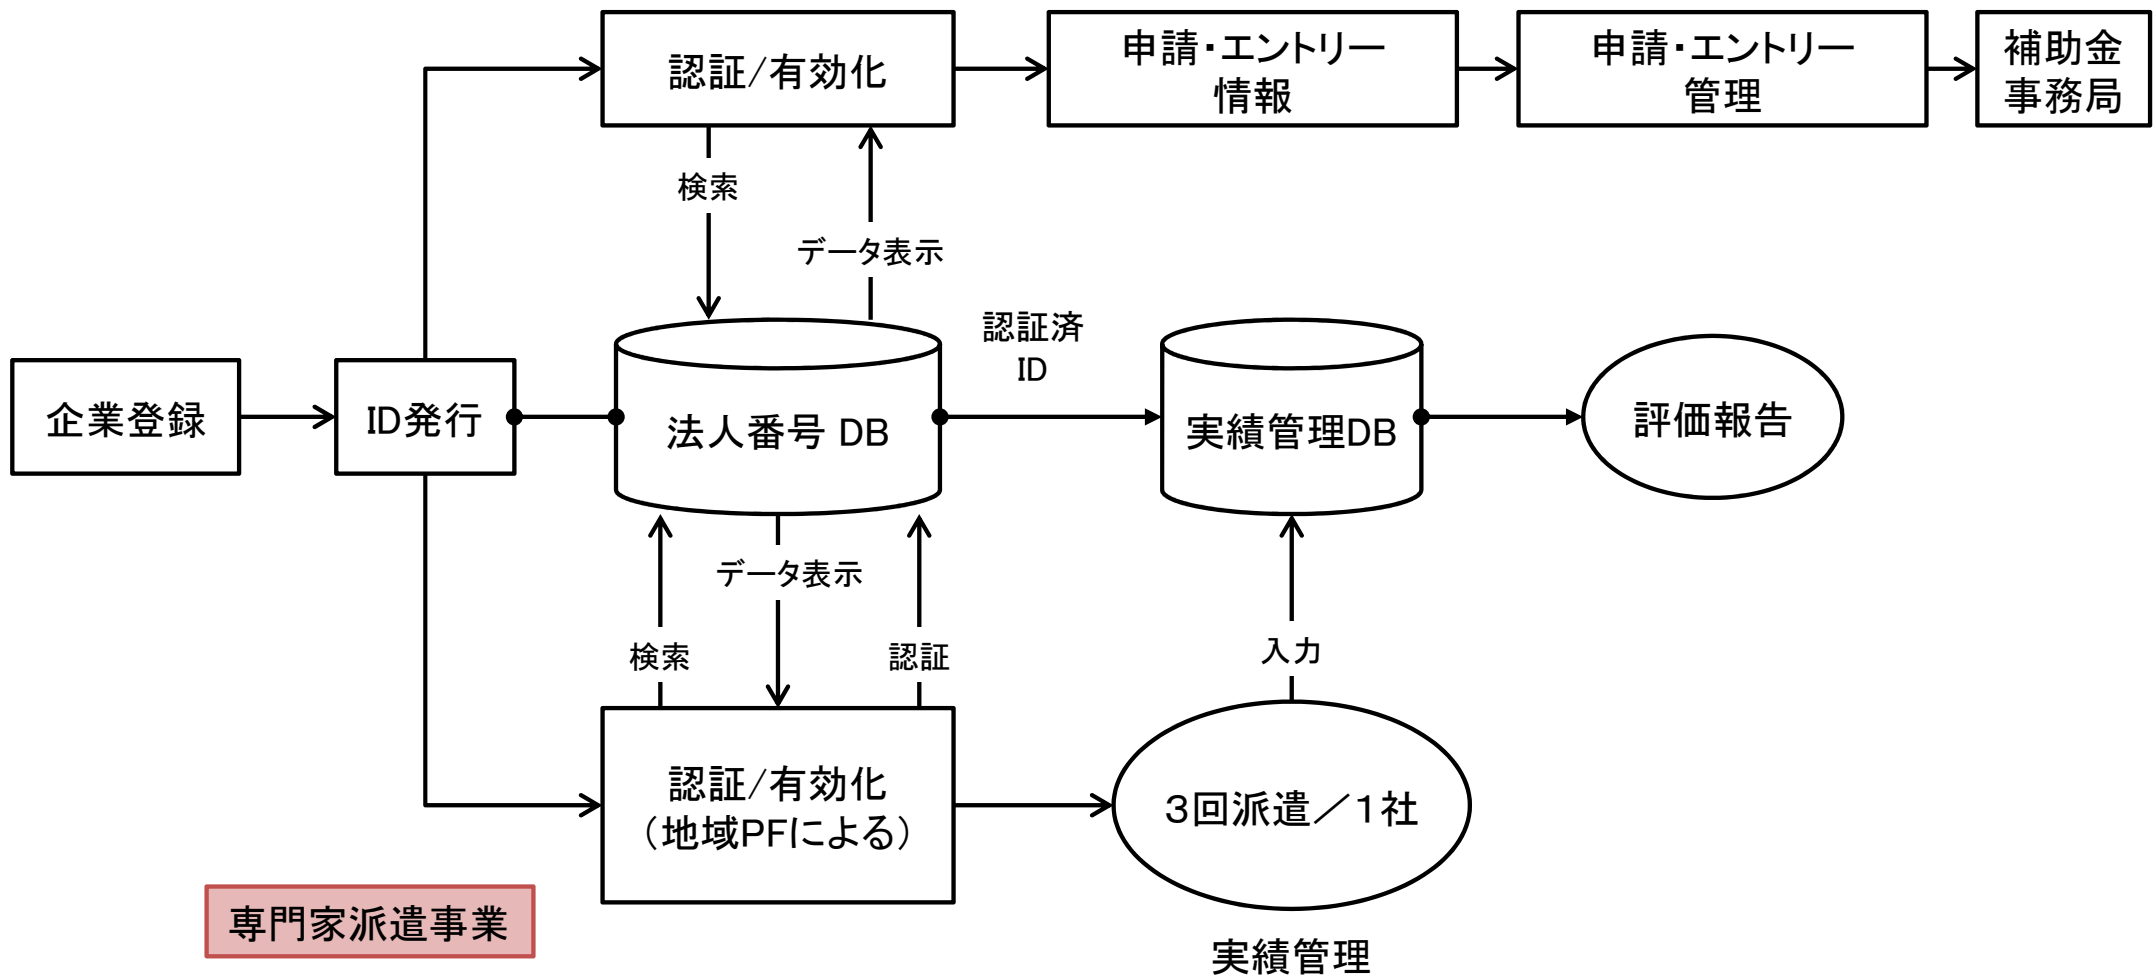 認証/有効化
申請・エントリー
情報
申請・エントリー
管理
補助金
事務局
検索
データ表示
認証済
ID
企業登録
ID発行
法人番号 DB
実績管理DB
評価報告
データ表示
検索
認証
入力
認証/有効化
（地域PFによる）
３回派遣／１社
専門家派遣事業
実績管理